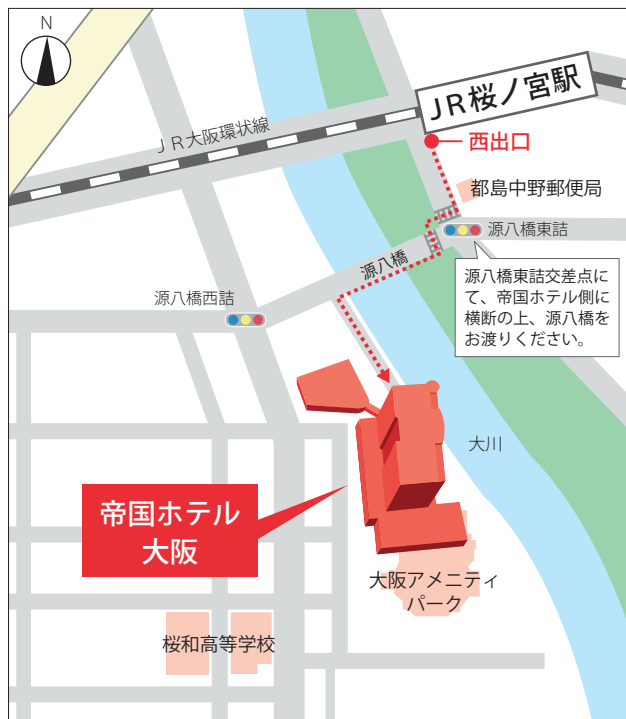 N
JR桜ノ宮駅
JR大阪環状線
西出口
都島中野郵便局
源八橋東詰
源八橋
源八橋西詰
源八橋東詰交差点に
て、帝国ホテル側に
横断の上、源八橋を
お渡りください。
大川
帝国ホテル
大阪
大阪アメニティ
パーク
桜和高等学校